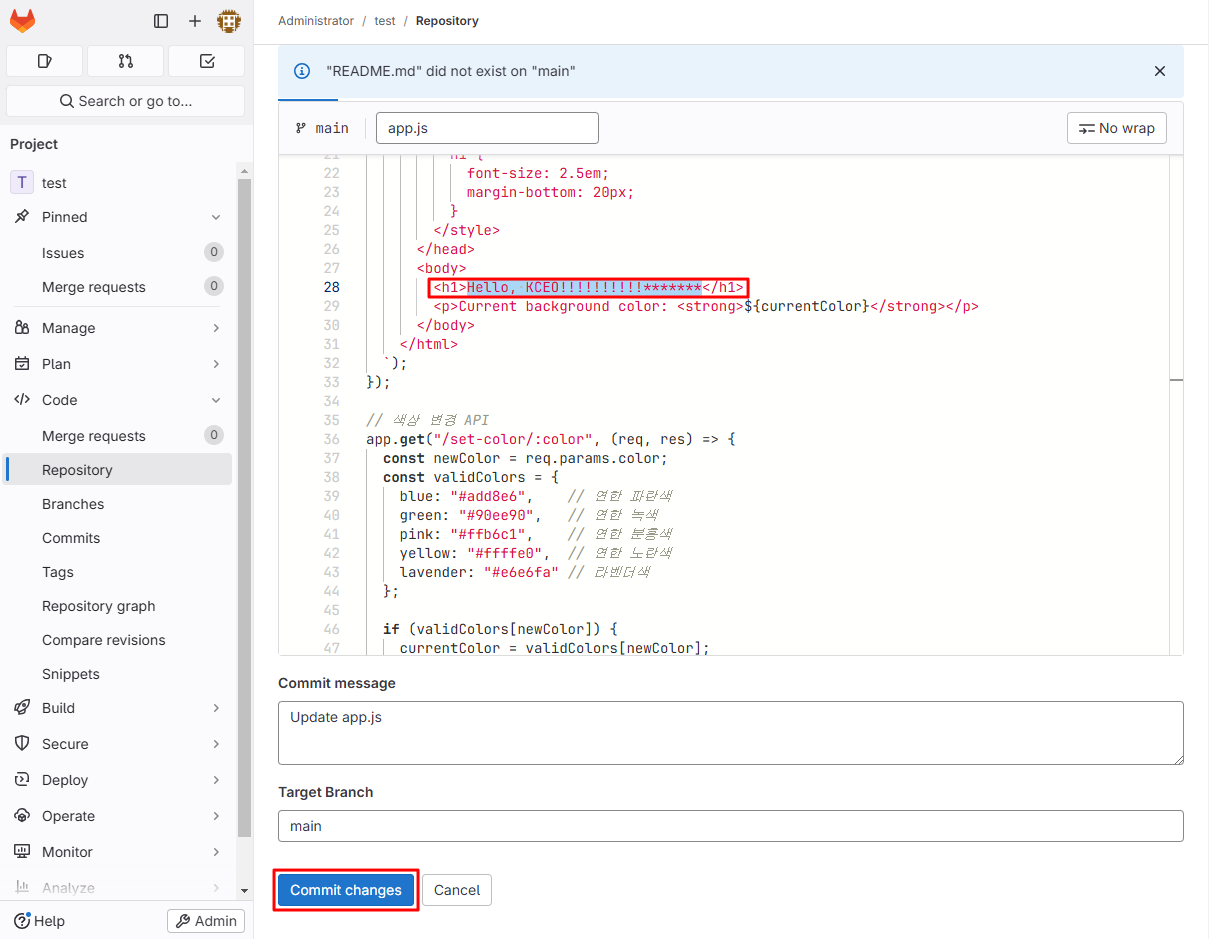 Administrator / test / Repository
"README.md" did not exist on "main"
main
app.js
No wrap
Search or go to...
Project
T test
Pinned
Issues 0
Merge requests 0
Manage
Plan
Code
Merge requests 0
Repository
Branches
Commits
Tags
Repository graph
Compare revisions
Snippets
Build
Secure
Deploy
Operate
Monitor
Analyze
Help
Admin
21 h1 {
22 font-size: 2.5em;
23 margin-bottom: 20px;
24 }
25 </style>
26 </head>
27 <body>
28 <h1>Hello, KCEO!!!!!!!!!!*******</h1>
29 <p>Current background color: <strong>${currentColor}</strong></p>
30 </body>
31 </html>
32 `);
33 });
34
35 // 색상 변경 API
36 app.get("/set-color/:color", (req, res) => {
37 const newColor = req.params.color;
38 const validColors = {
39 blue: "#add8e6", // 연한 파란색
40 green: "#90ee90", // 연한 녹색
41 pink: "#ffb6c1", // 연한 분홍색
42 yellow: "#ffffe0", // 연한 노란색
43 lavender: "#e6e6fa" // 라벤더색
44 };
45
46 if (validColors[newColor]) {
47 currentColor = validColors[newColor];
Commit message
Update app.js
Target Branch
main
Commit changes
Cancel